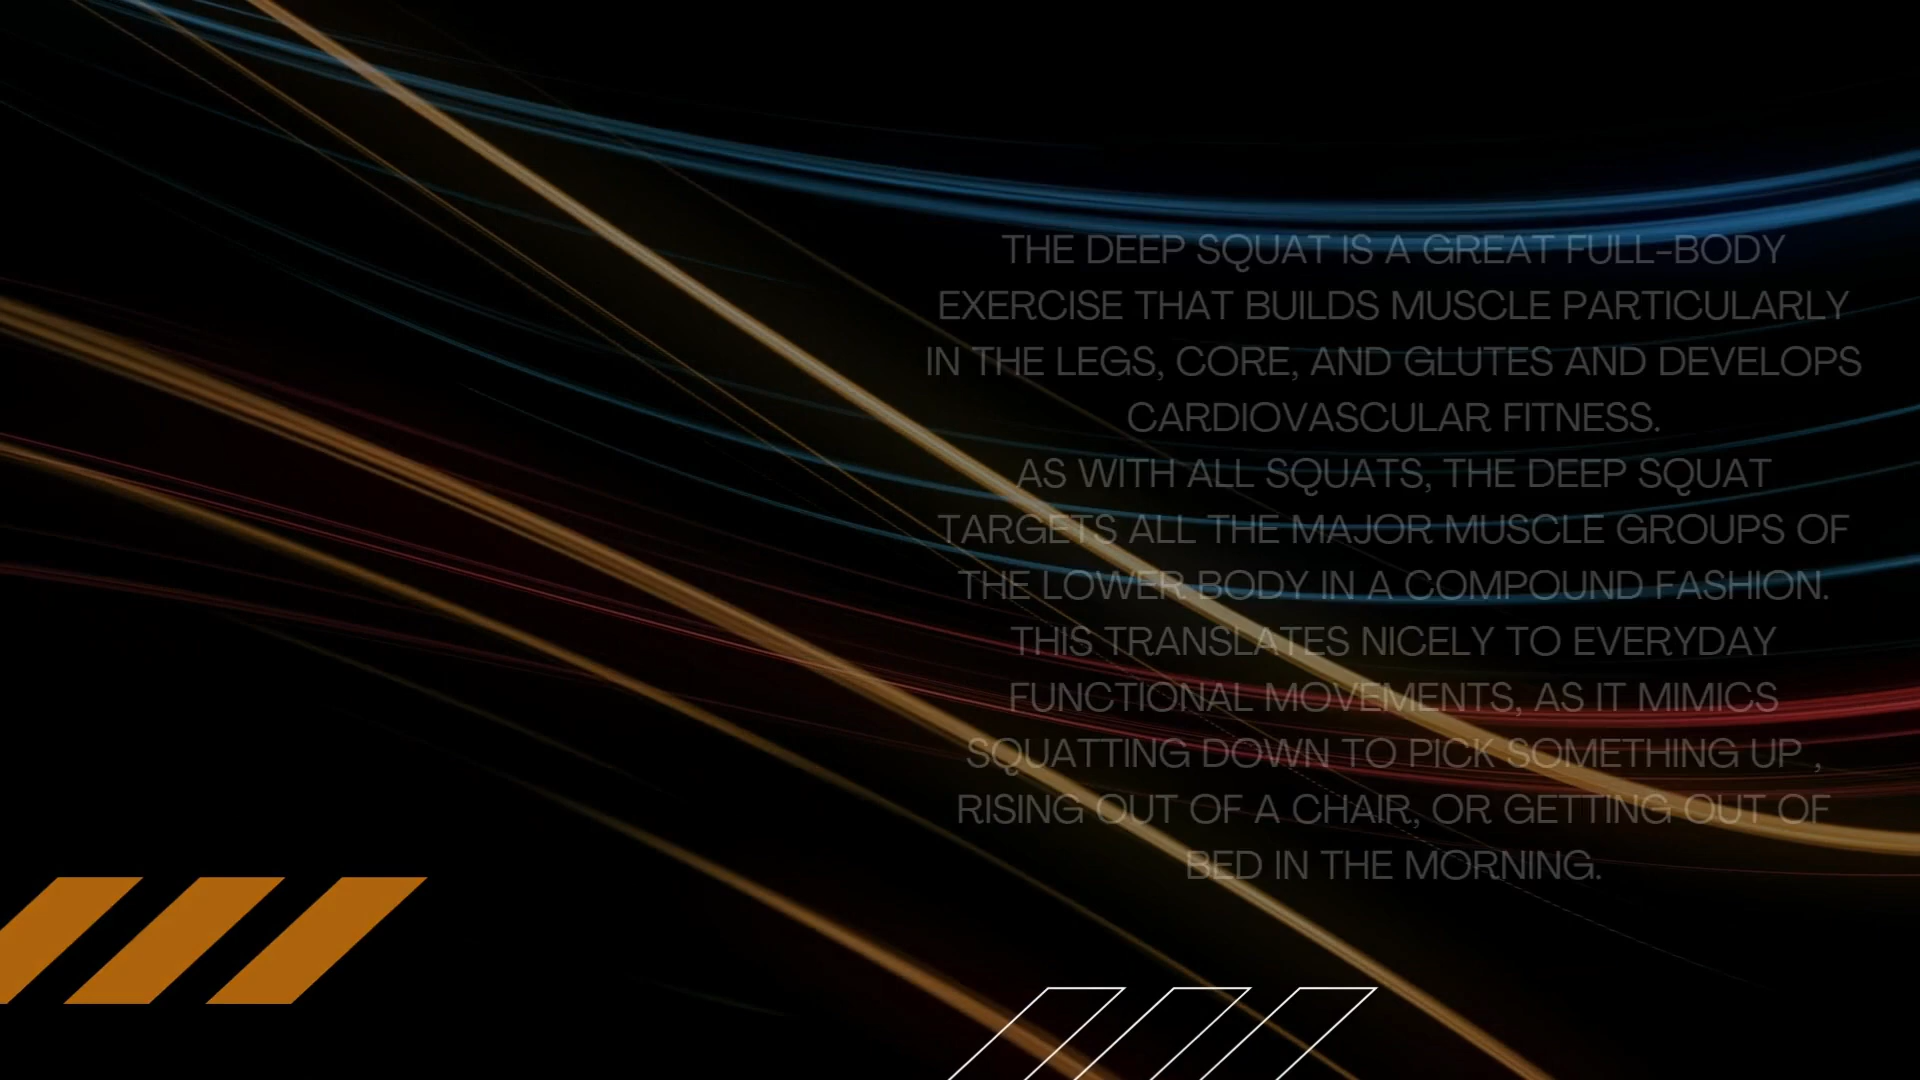 THE DEEP SQUAT IS A GREAT FULL-BODY
EXERCISE THAT BUILDS MUSCLE PARTICULARLY
IN THE LEGS, CORE, AND GLUTES AND DEVELOPS
CARDIOVASCULAR FITNESS.
AS WITH ALL SQUATS, THE DEEP SQUAT
TARGETS ALL THE MAJOR MUSCLE GROUPS OF
THE LOWER BODY IN A COMPOUND FASHION.
THIS TRANSLATES NICELY TO EVERYDAY
FUNCTIONAL MOVEMENTS, AS IT MIMICS
SQUATTING DOWN TO PICK SOMETHING UP ,
RISING OUT OF A CHAIR, OR GETTING OUT OF
BED IN THE MORNING.